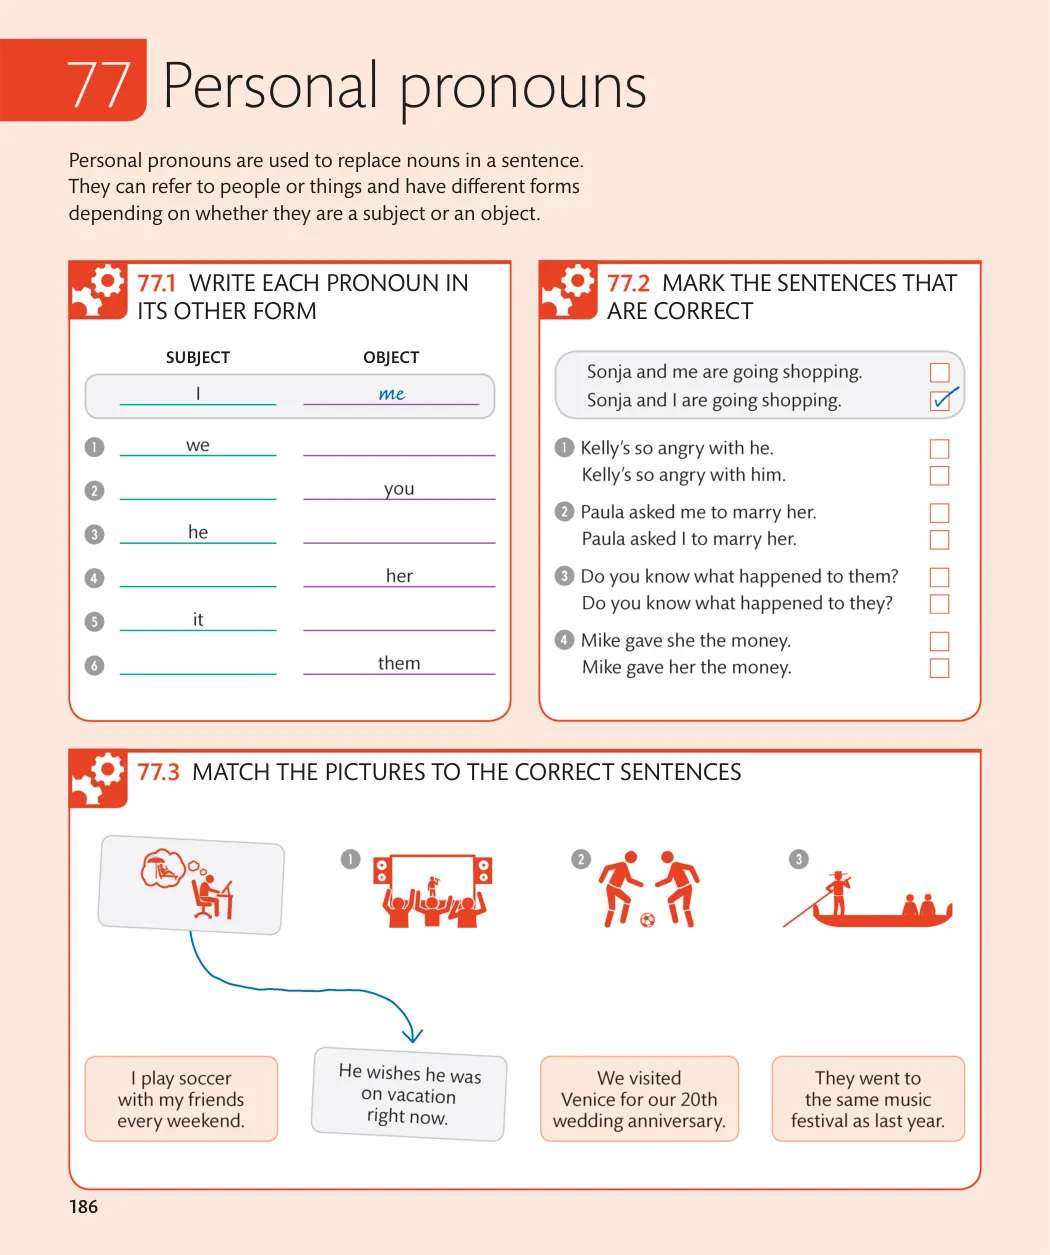 77 Personal pronouns
Personal pronouns are used to replace nouns in a sentence.
They can refer to people or things and have different forms
depending on whether they are a subject or an object.
77.1 WRITE EACH PRONOUN IN
ITS OTHER FORM
SUBJECT OBJECT
I me
1 we
2 you
3 he
4 her
5 it
6 them
77.2 MARK THE SENTENCES THAT
ARE CORRECT
Sonja and me are going shopping.
Sonja and I are going shopping.
1 Kelly’s so angry with he.
Kelly’s so angry with him.
2 Paula asked me to marry her.
Paula asked I to marry her.
3 Do you know what happened to them?
Do you know what happened to they?
4 Mike gave she the money.
Mike gave her the money.
77.3 MATCH THE PICTURES TO THE CORRECT SENTENCES
1
2
3
I play soccer
with my friends
every weekend.
He wishes he was
on vacation
right now.
We visited
Venice for our 20th
wedding anniversary.
They went to
the same music
festival as last year.
186